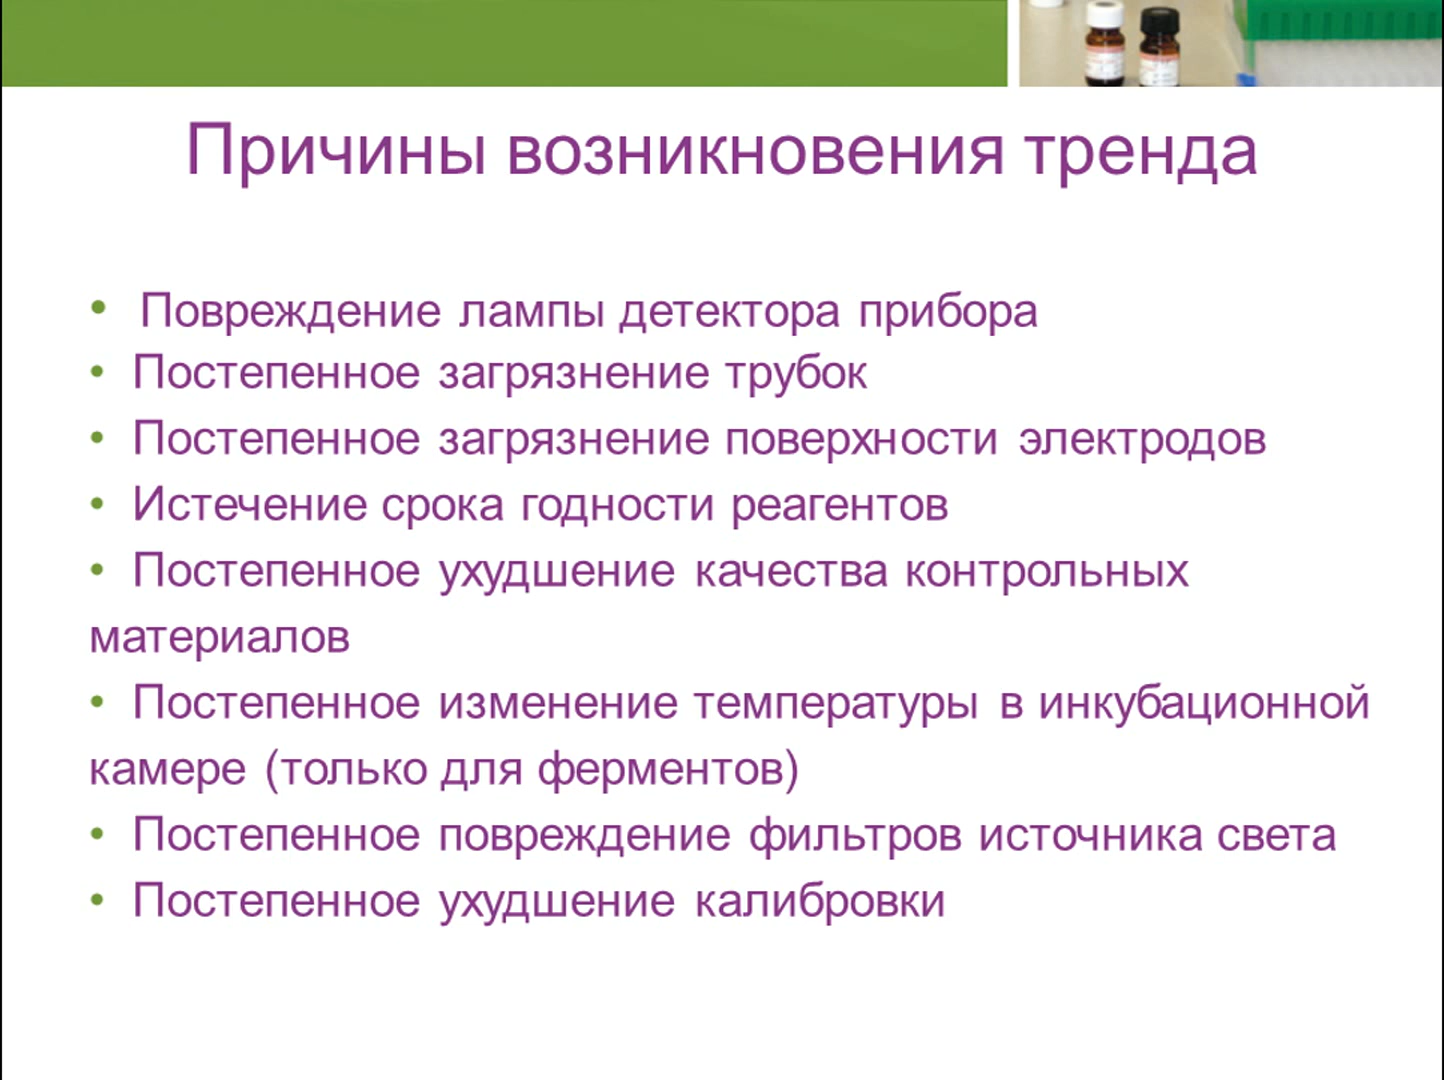 Причины возникновения тренда
• Повреждение лампы детектора прибора
• Постепенное загрязнение трубок
• Постепенное загрязнение поверхности электродов
• Истечение срока годности реагентов
• Постепенное ухудшение качества контрольных
материалов
• Постепенное изменение температуры в инкубационной
камере (только для ферментов)
• Постепенное повреждение фильтров источника света
• Постепенное ухудшение калибровки